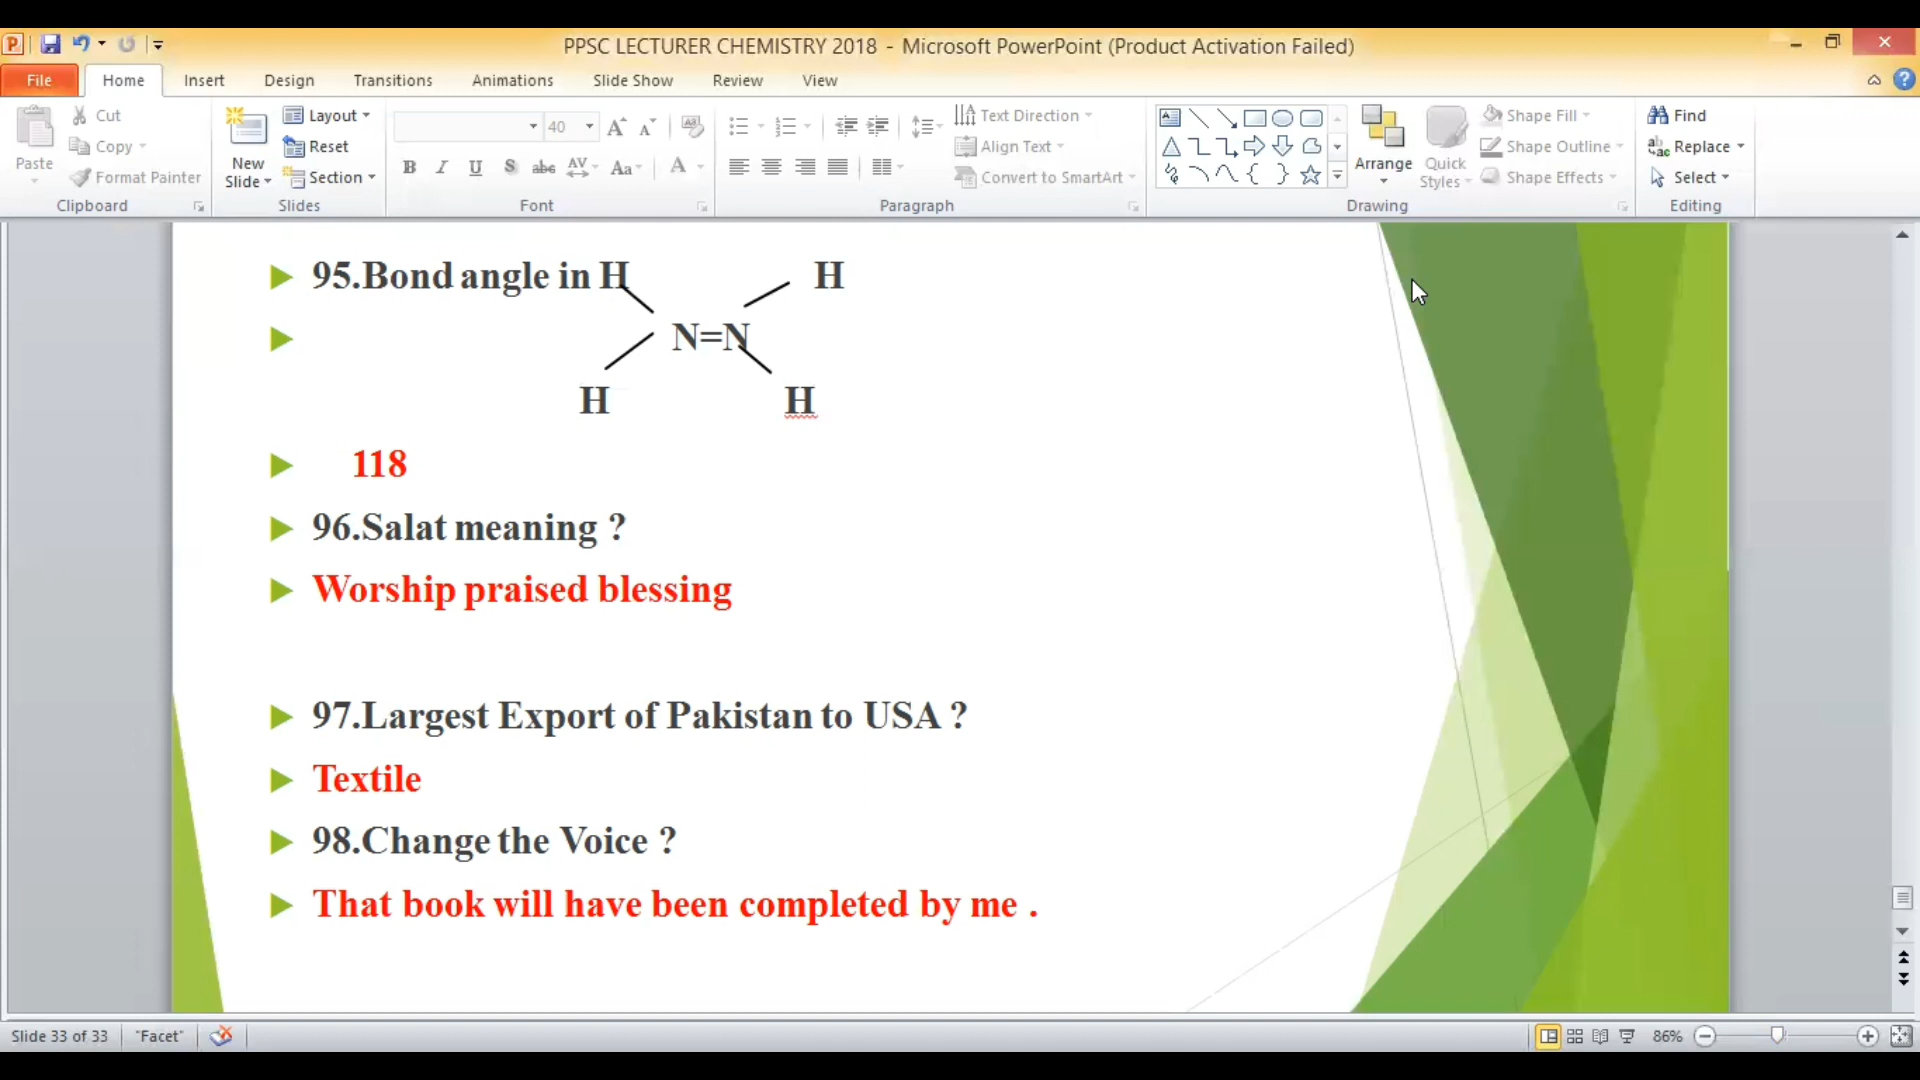 PPSC LECTURER CHEMISTRY 2018 - Microsoft PowerPoint (Product Activation Failed)
File Home Insert Design Transitions Animations Slide Show Review View
Paste
Cut
Copy
Format Painter
Clipboard
New
Slide
Layout
Reset
Section
Slides
40
B I U S abc AV Aa A
Font
Text Direction
Align Text
Convert to SmartArt
Paragraph
Arrange
Quick
Styles
Shape Fill
Shape Outline
Shape Effects
Drawing
Find
Replace
Select
Editing
95.Bond angle in H H
N=N
H H
118
96.Salat meaning ?
Worship praised blessing
97.Largest Export of Pakistan to USA ?
Textile
98.Change the Voice ?
That book will have been completed by me .
Slide 33 of 33 "Facet" 86%